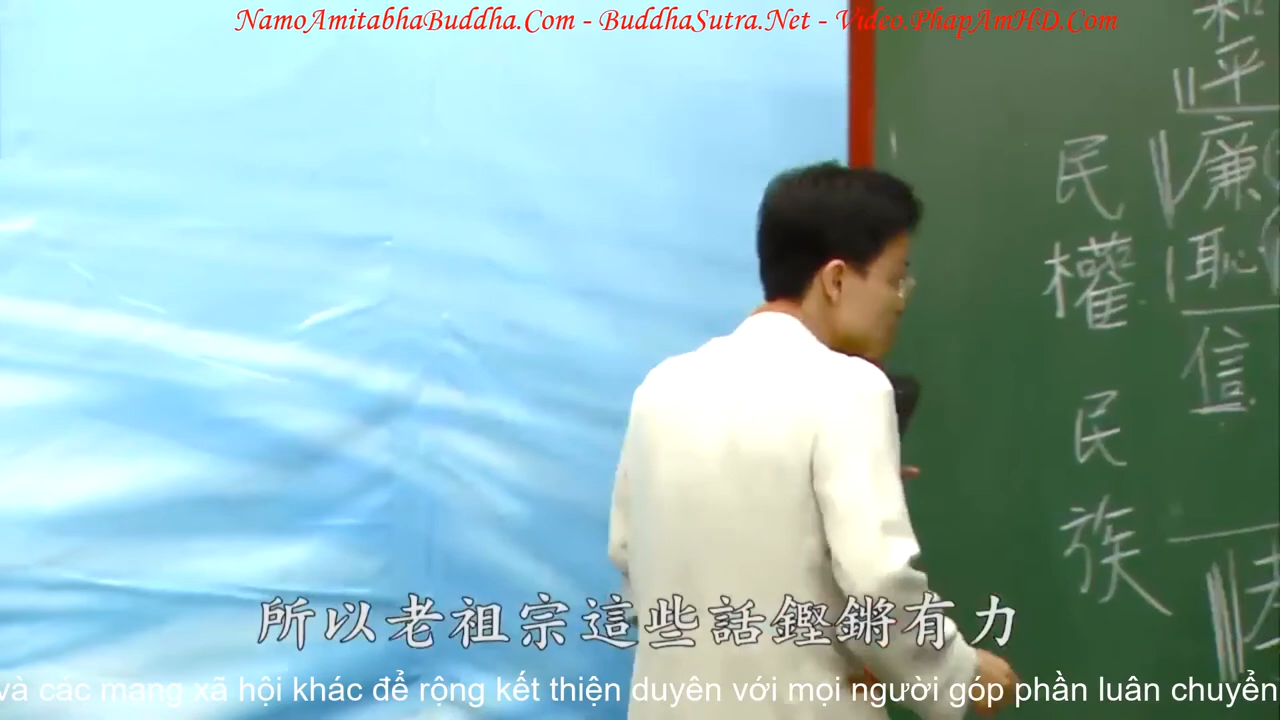 NamoAmitabhaBuddha.Com - BuddhaSutra.Net - Video.PhapAmHD.Com
和平
廉恥
信
民權
民族
所以老祖宗這些話鏗鏘有力
và các mạng xã hội khác để rộng kết thiện duyên với mọi người góp phần luân chuyển